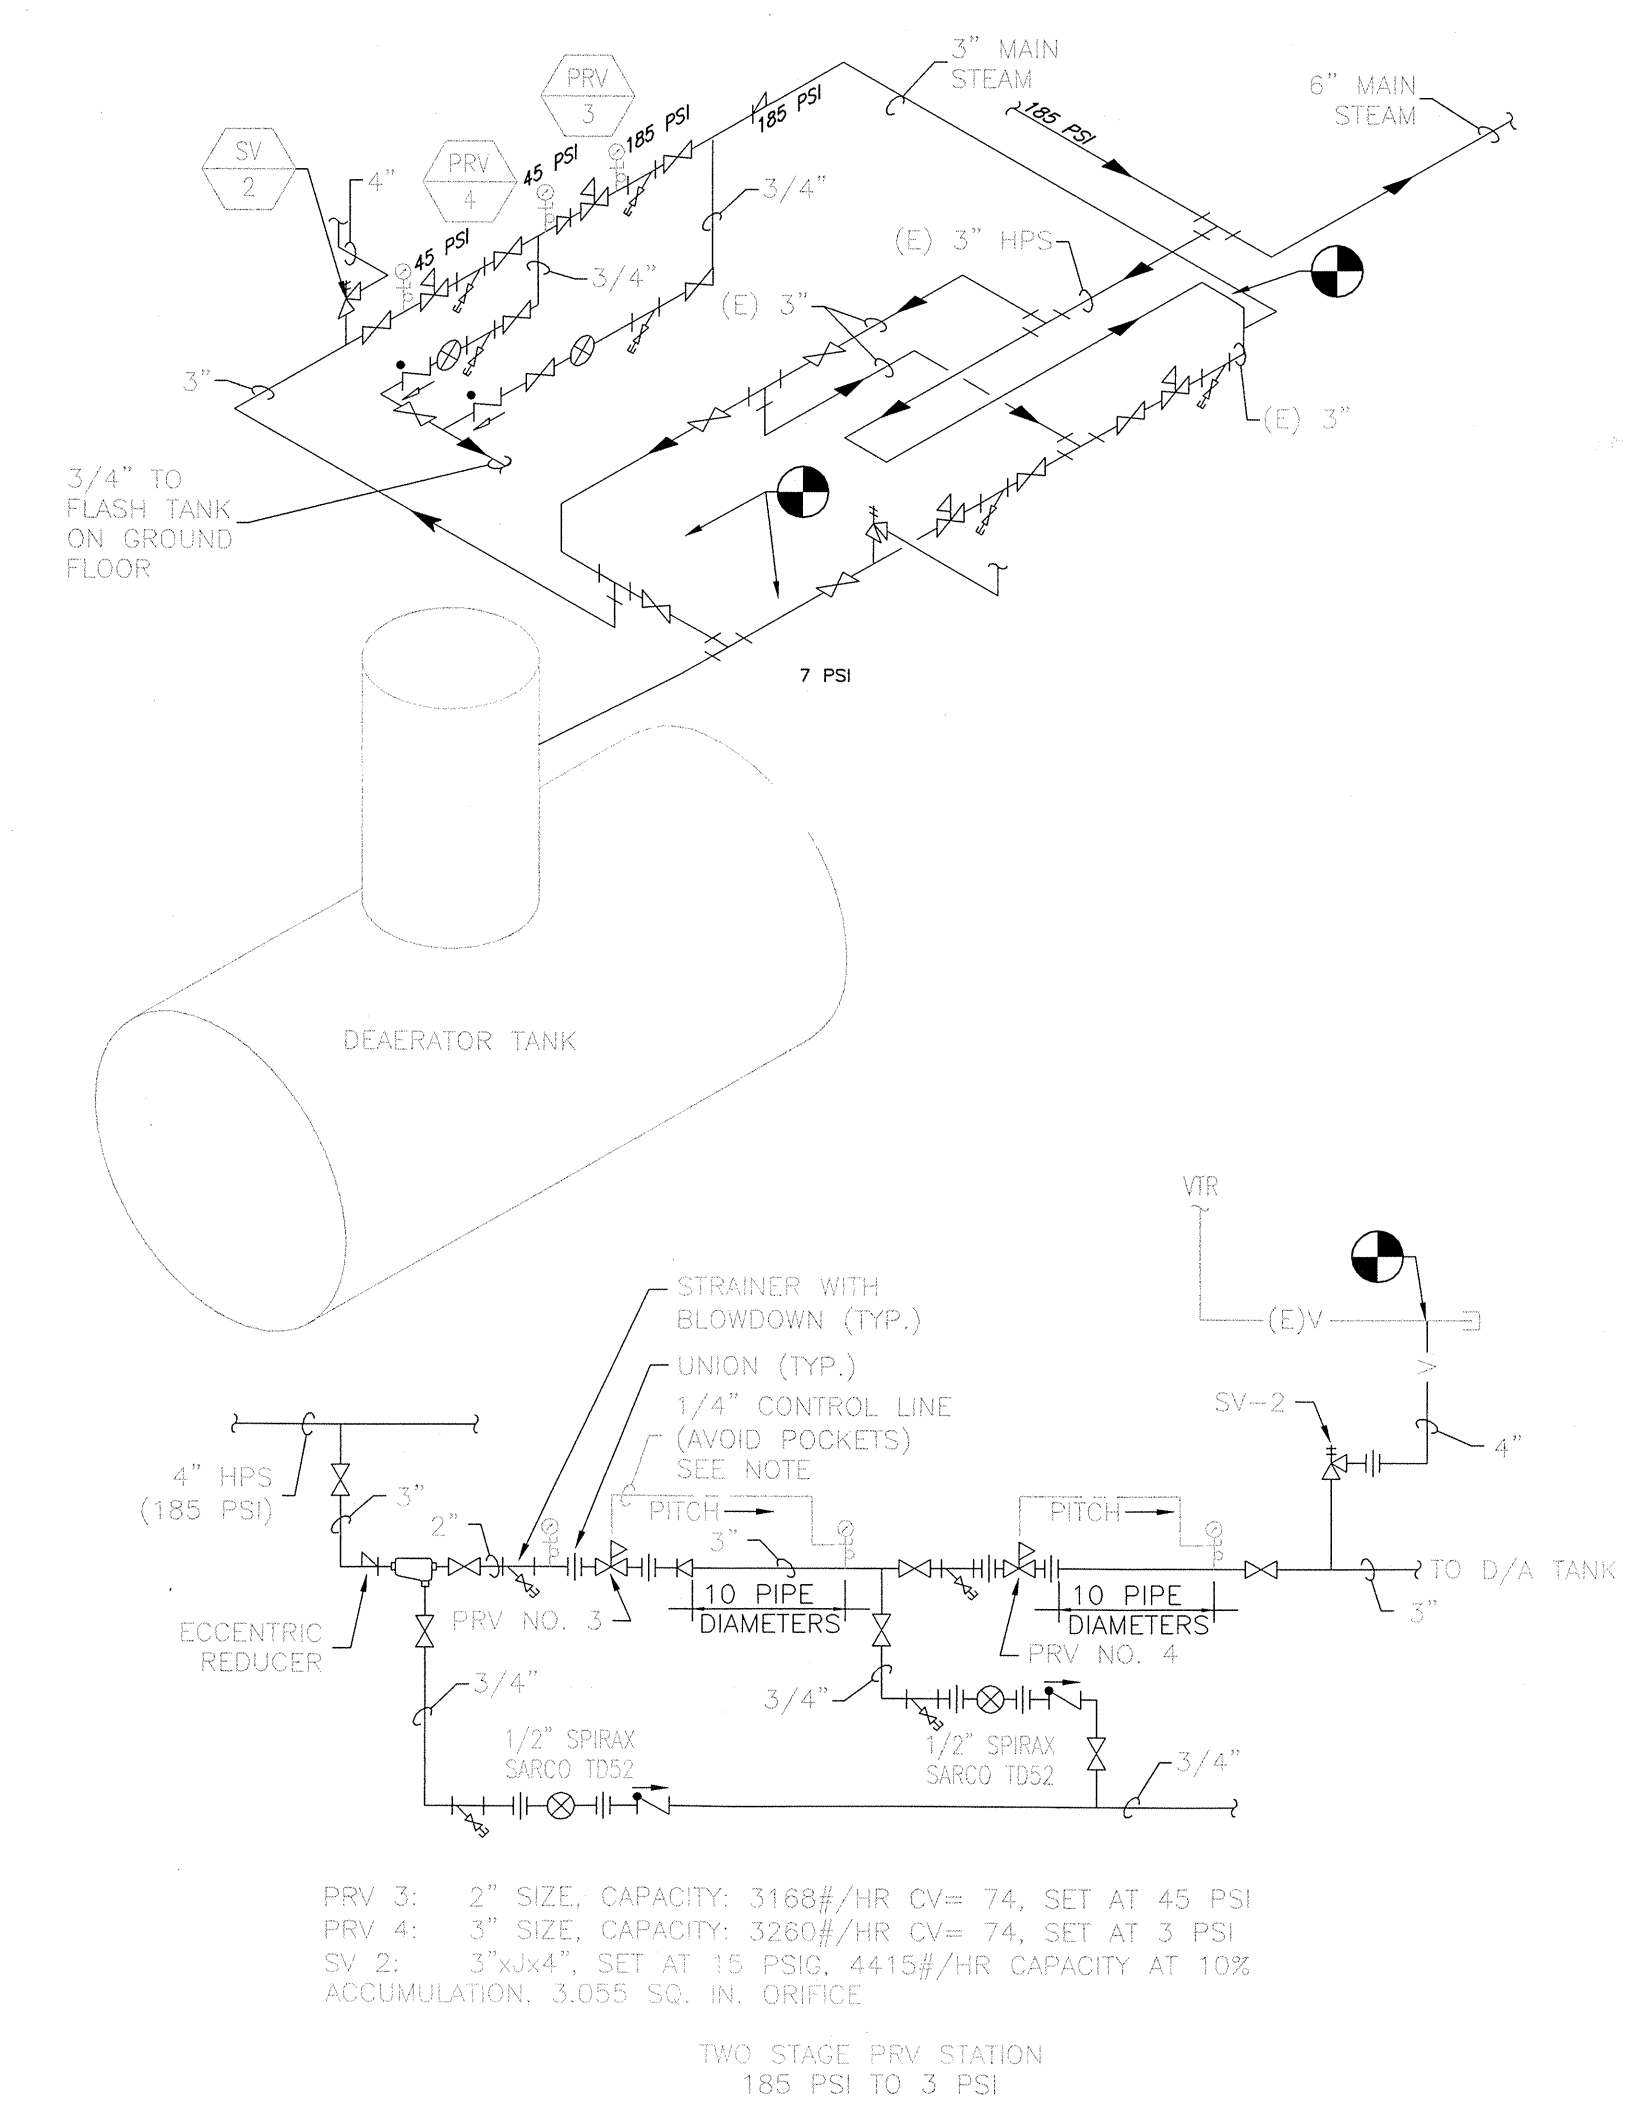 3" MAIN
STEAM
6" MAIN
STEAM
PRV
3
185 PSI
185 PSI
185 PSI
SV
2
4"
PRV
4
45 PSI
3/4"
45 PSI
3/4"
(E) 3" HPS
(E) 3"
3"
(E) 3"
3/4" TO
FLASH TANK
ON GROUND
FLOOR
7 PSI
DEAERATOR TANK
VTR
(E)V
V
STRAINER WITH
BLOWDOWN (TYP.)
UNION (TYP.)
1/4" CONTROL LINE
(AVOID POCKETS)
SEE NOTE
SV-2
4"
4" HPS
(185 PSI)
3"
2"
PITCH
3"
PITCH
10 PIPE
DIAMETERS
10 PIPE
DIAMETERS
TO D/A TANK
3"
PRV NO. 3
PRV NO. 4
ECCENTRIC
REDUCER
3/4"
3/4"
1/2" SPIRAX
SARCO TD52
1/2" SPIRAX
SARCO TD52
3/4"
PRV 3: 2" SIZE, CAPACITY: 3168#/HR CV= 74, SET AT 45 PSI
PRV 4: 3" SIZE, CAPACITY: 3260#/HR CV= 74, SET AT 3 PSI
SV 2: 3"xJx4", SET AT 15 PSIG, 4415#/HR CAPACITY AT 10%
ACCUMULATION, 3.055 SQ. IN. ORIFICE
TWO STAGE PRV STATION
185 PSI TO 3 PSI